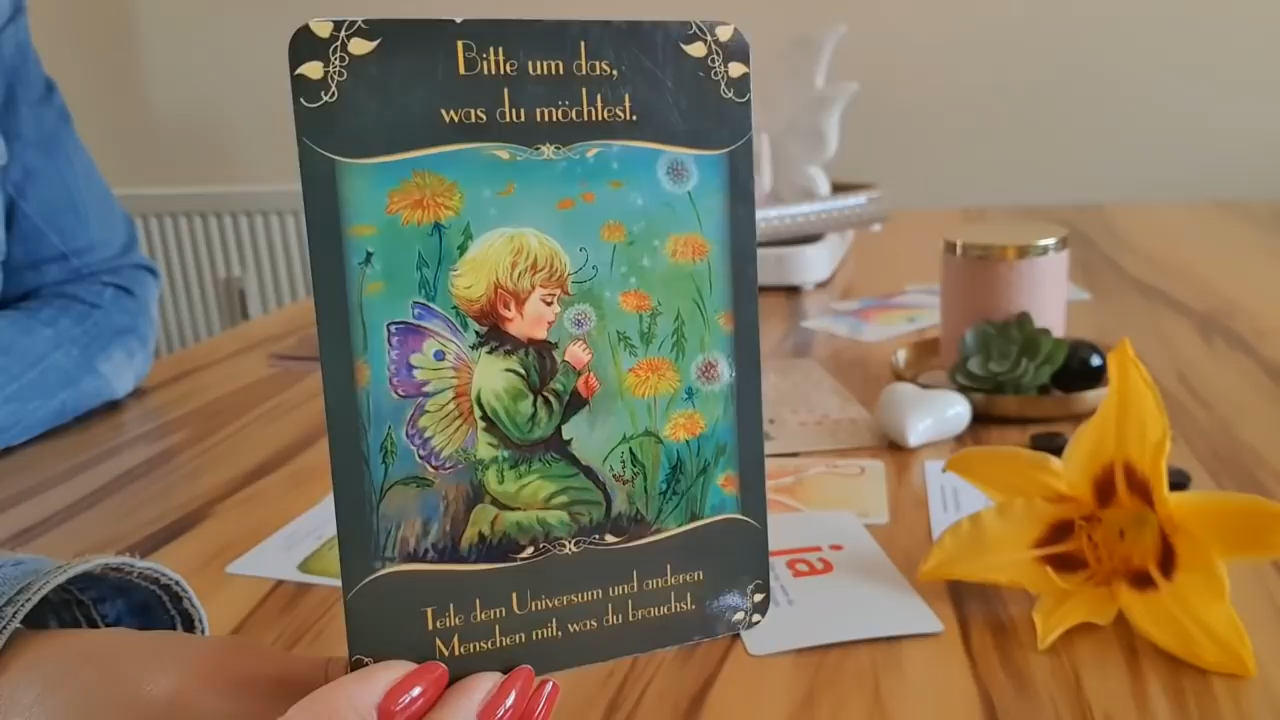 Bitte um das,
was du möchtest.
Teile dem Universum und anderen
Menschen mit, was du brauchst.
ja